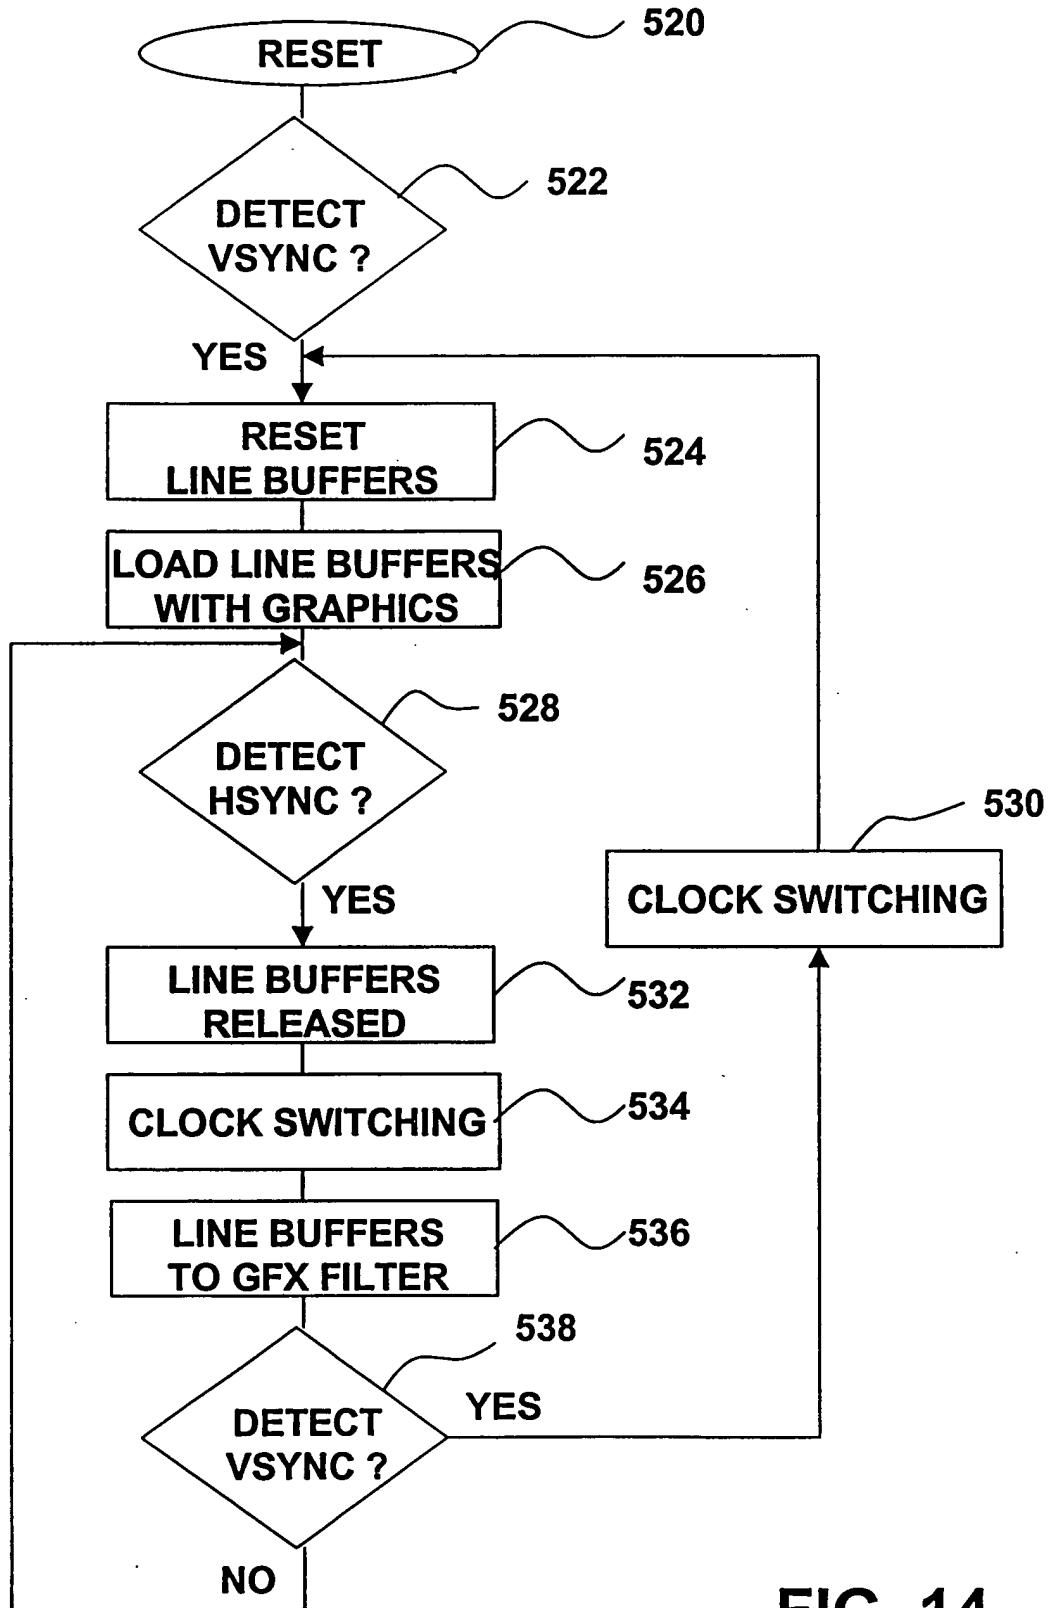 RESET
520
DETECT
VSYNC ?
522
YES
RESET
LINE BUFFERS
524
LOAD LINE BUFFERS
WITH GRAPHICS
526
DETECT
HSYNC ?
528
YES
530
CLOCK SWITCHING
LINE BUFFERS
RELEASED
532
CLOCK SWITCHING
534
LINE BUFFERS
TO GFX FILTER
536
538
DETECT
VSYNC ?
YES
NO
FIG. 14